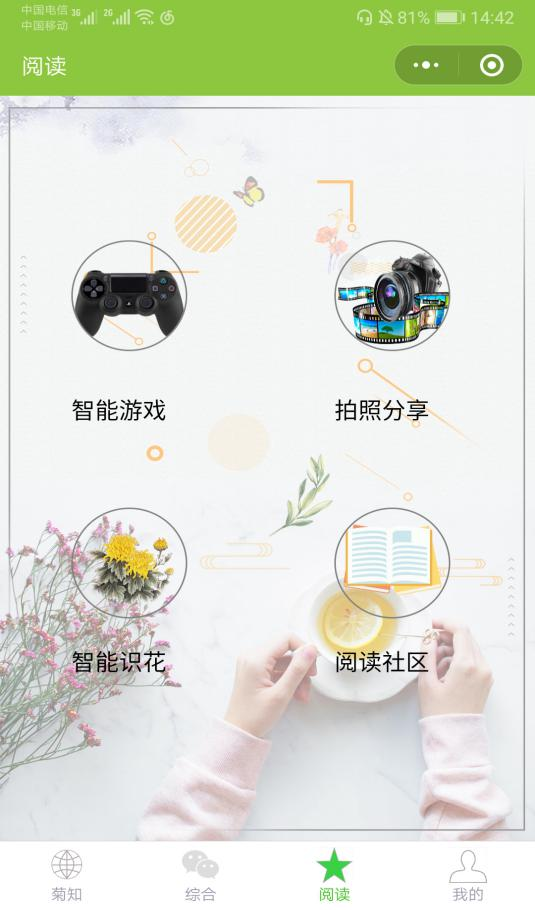 中国电信 3G 2G 81% 14:42
中国移动
阅读
智能游戏 拍照分享
智能识花 阅读社区
菊知 综合 阅读 我的